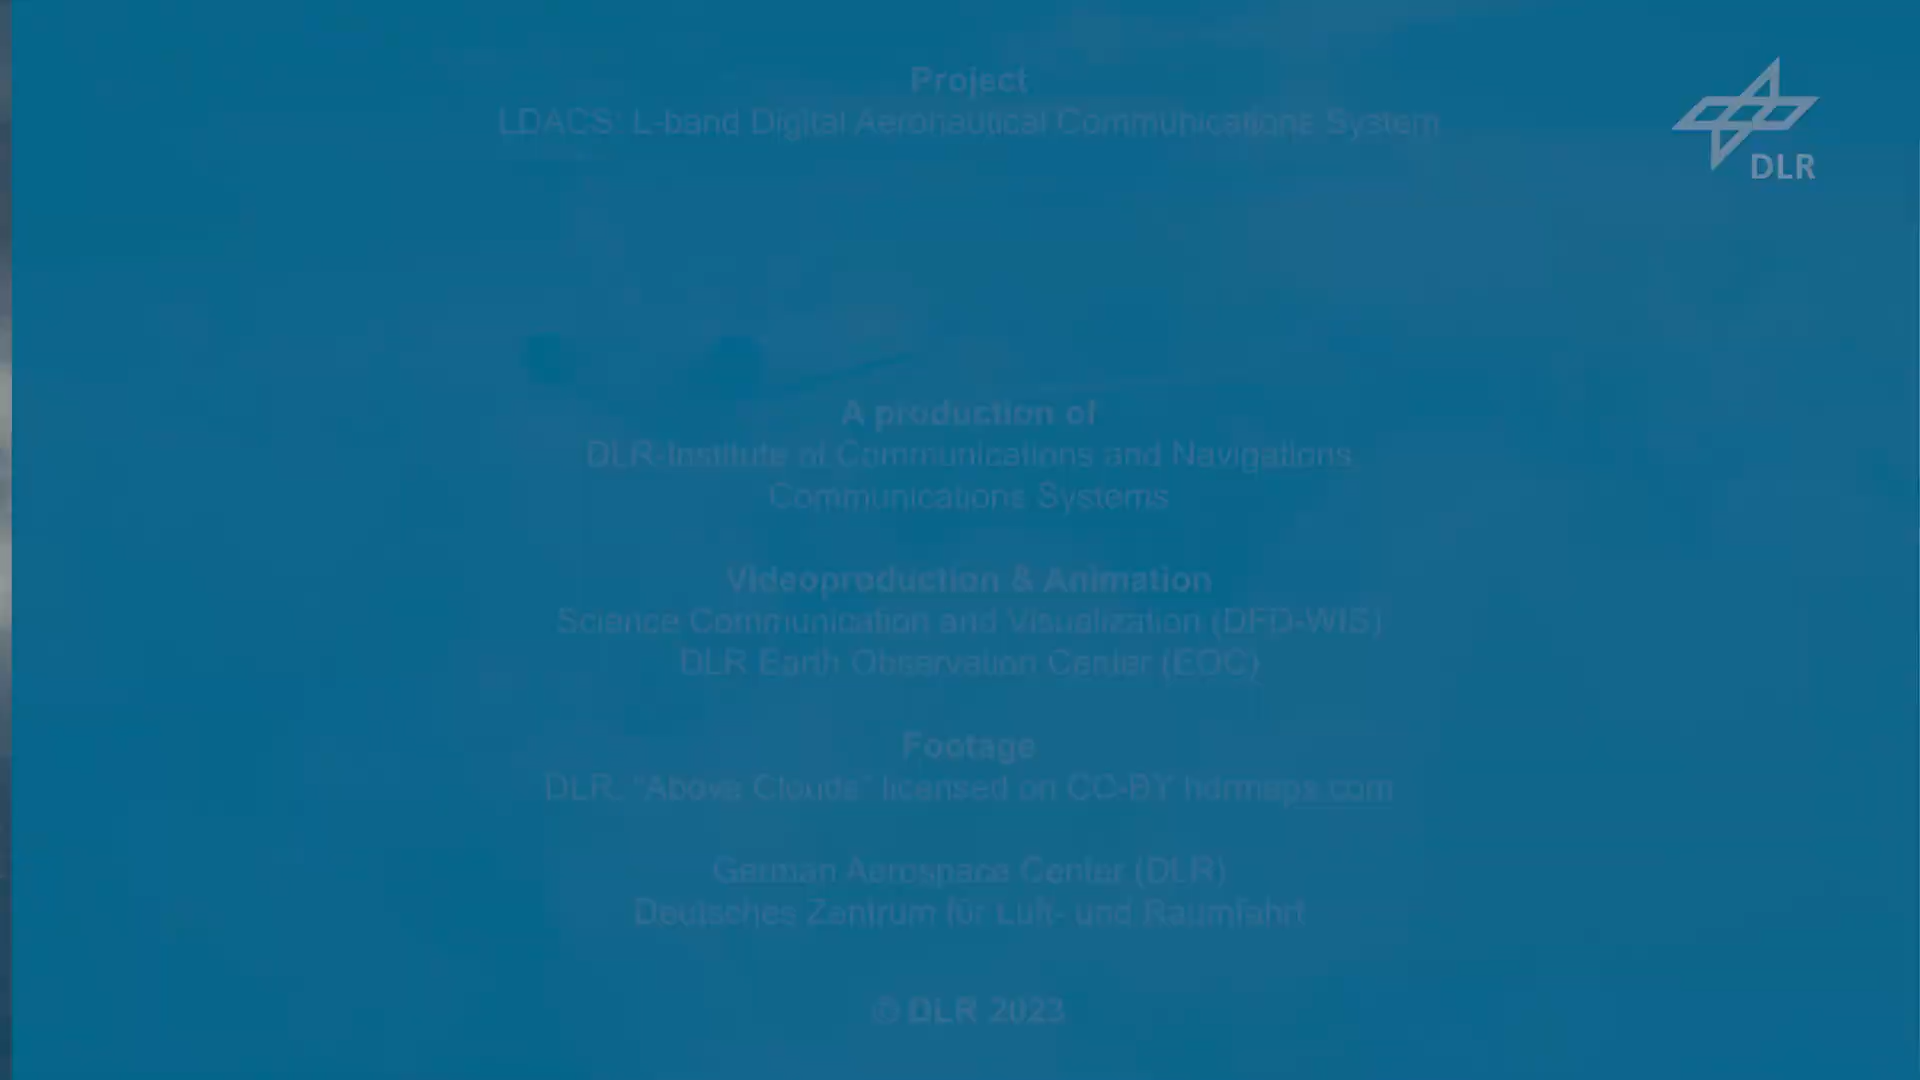 Project
LDACS: L-band Digital Aeronautical Communications System
DLR
A production of
DLR-Institute of Communications and Navigations
Communications Systems
Videoproduction & Animation
Science Communication and Visualization (DFD-WIS)
DLR Earth Observation Center (EOC)
Footage
DLR, "Above Clouds" licensed on CC-BY hdrmaps.com
German Aerospace Center (DLR)
Deutsches Zentrum für Luft- und Raumfahrt
© DLR 2023